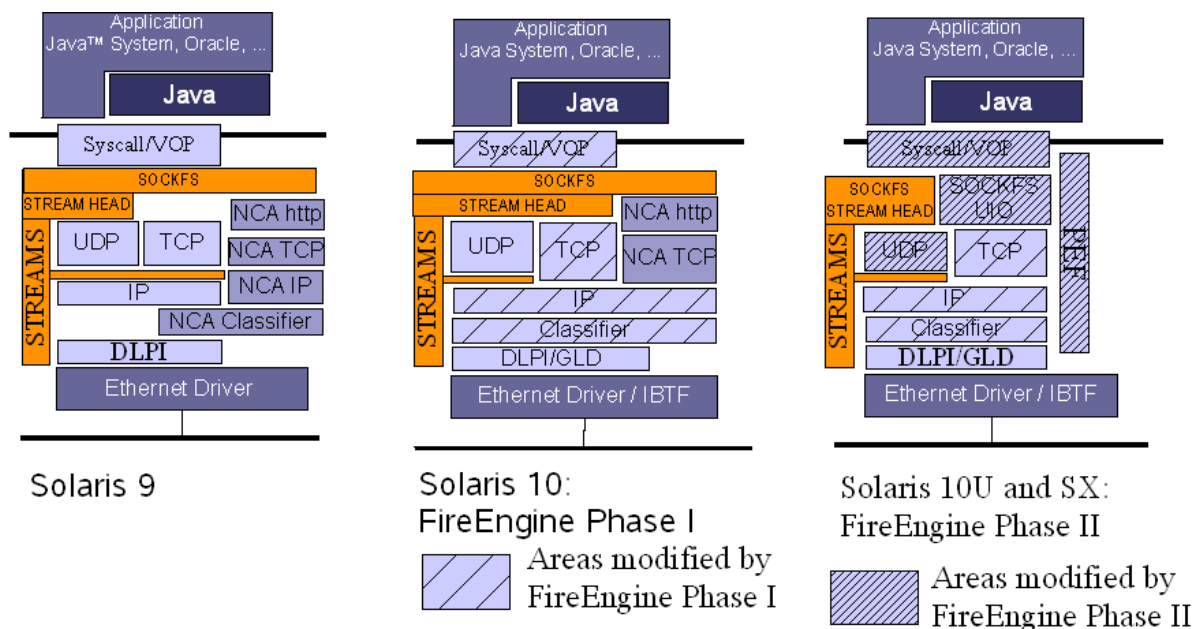 Application
Java™ System, Oracle, ...
Java
Syscall/VOP
SOCKFS
STREAM HEAD
STREAMS
UDP
TCP
NCA http
NCA TCP
IP
NCA IP
NCA Classifier
DLPI
Ethernet Driver
Solaris 9
Application
Java System, Oracle, ...
Java
Syscall/VOP
SOCKFS
STREAM HEAD
STREAMS
UDP
TCP
NCA http
NCA TCP
IP
Classifier
DLPI/GLD
Ethernet Driver / IBTF
Solaris 10:
FireEngine Phase I
Areas modified by
FireEngine Phase I
Application
Java System, Oracle, ...
Java
Syscall/VOP
SOCKFS
STREAM HEAD
SOCKFS
UIO
STREAMS
UDP
TCP
IP
Classifier
DLPI/GLD
Ethernet Driver / IBTF
Solaris 10U and SX:
FireEngine Phase II
Areas modified by
FireEngine Phase II